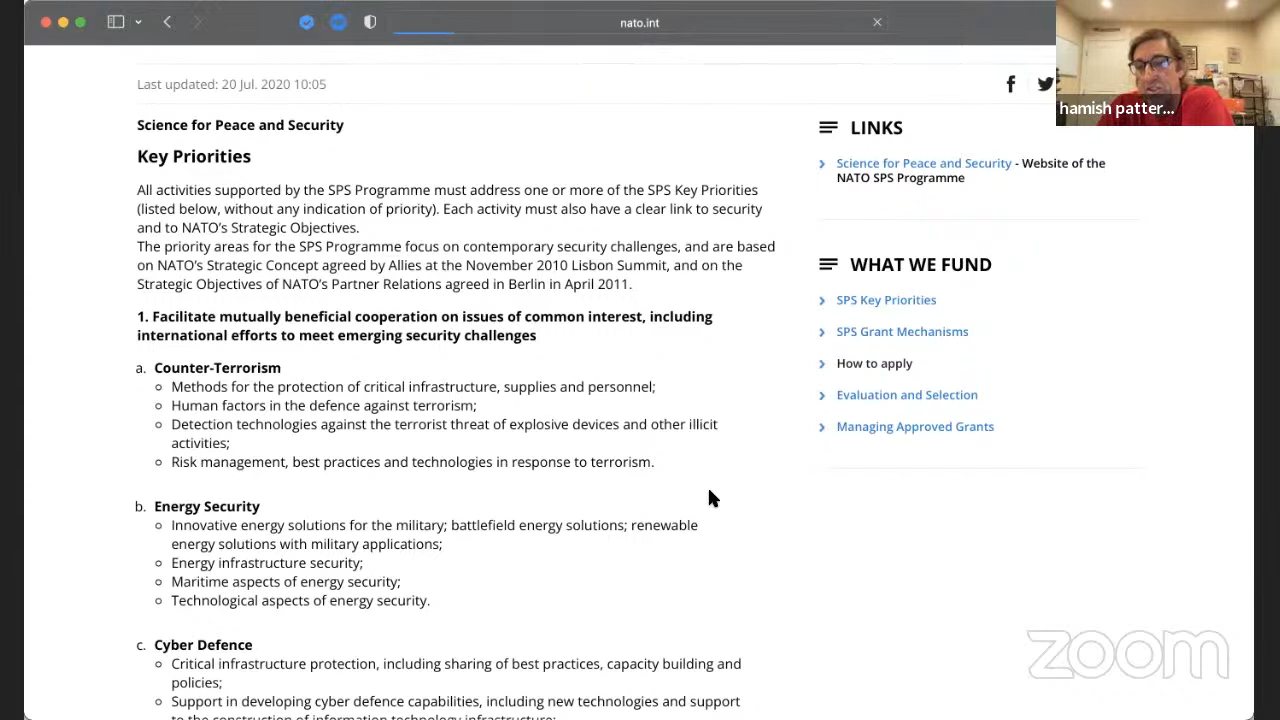 nato.int
Last updated: 20 Jul. 2020 10:05
hamish patter...
Science for Peace and Security
Key Priorities
All activities supported by the SPS Programme must address one or more of the SPS Key Priorities
(listed below, without any indication of priority). Each activity must also have a clear link to security
and to NATO’s Strategic Objectives.
The priority areas for the SPS Programme focus on contemporary security challenges, and are based
on NATO’s Strategic Concept agreed by Allies at the November 2010 Lisbon Summit, and on the
Strategic Objectives of NATO’s Partner Relations agreed in Berlin in April 2011.
1. Facilitate mutually beneficial cooperation on issues of common interest, including
international efforts to meet emerging security challenges
a. Counter-Terrorism
Methods for the protection of critical infrastructure, supplies and personnel;
Human factors in the defence against terrorism;
Detection technologies against the terrorist threat of explosive devices and other illicit
activities;
Risk management, best practices and technologies in response to terrorism.
b. Energy Security
Innovative energy solutions for the military; battlefield energy solutions; renewable
energy solutions with military applications;
Energy infrastructure security;
Maritime aspects of energy security;
Technological aspects of energy security.
c. Cyber Defence
Critical infrastructure protection, including sharing of best practices, capacity building and
policies;
Support in developing cyber defence capabilities, including new technologies and support
to the construction of information technology infrastructure;
LINKS
Science for Peace and Security - Website of the
NATO SPS Programme
WHAT WE FUND
SPS Key Priorities
SPS Grant Mechanisms
How to apply
Evaluation and Selection
Managing Approved Grants
zoom